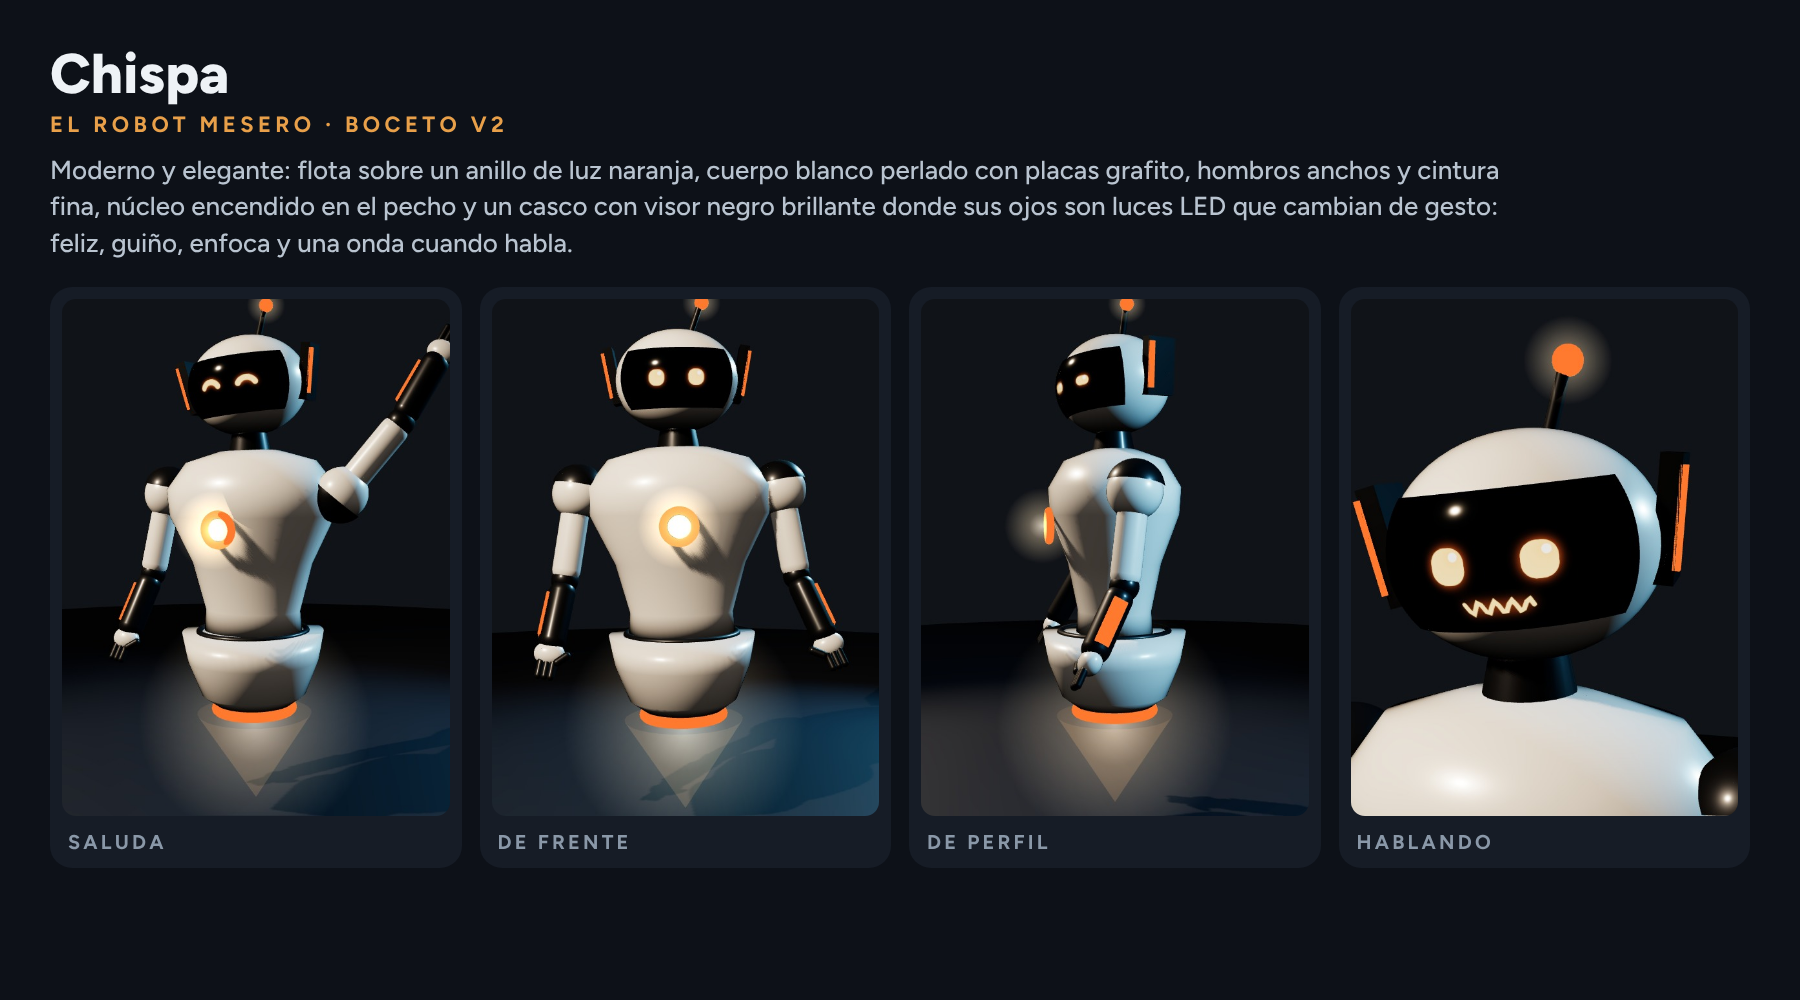 Chispa
EL ROBOT MESERO · BOCETO V2
Moderno y elegante: flota sobre un anillo de luz naranja, cuerpo blanco perlado con placas grafito, hombros anchos y cintura
fina, núcleo encendido en el pecho y un casco con visor negro brillante donde sus ojos son luces LED que cambian de gesto:
feliz, guiño, enfoca y una onda cuando habla.
SALUDA
DE FRENTE
DE PERFIL
HABLANDO